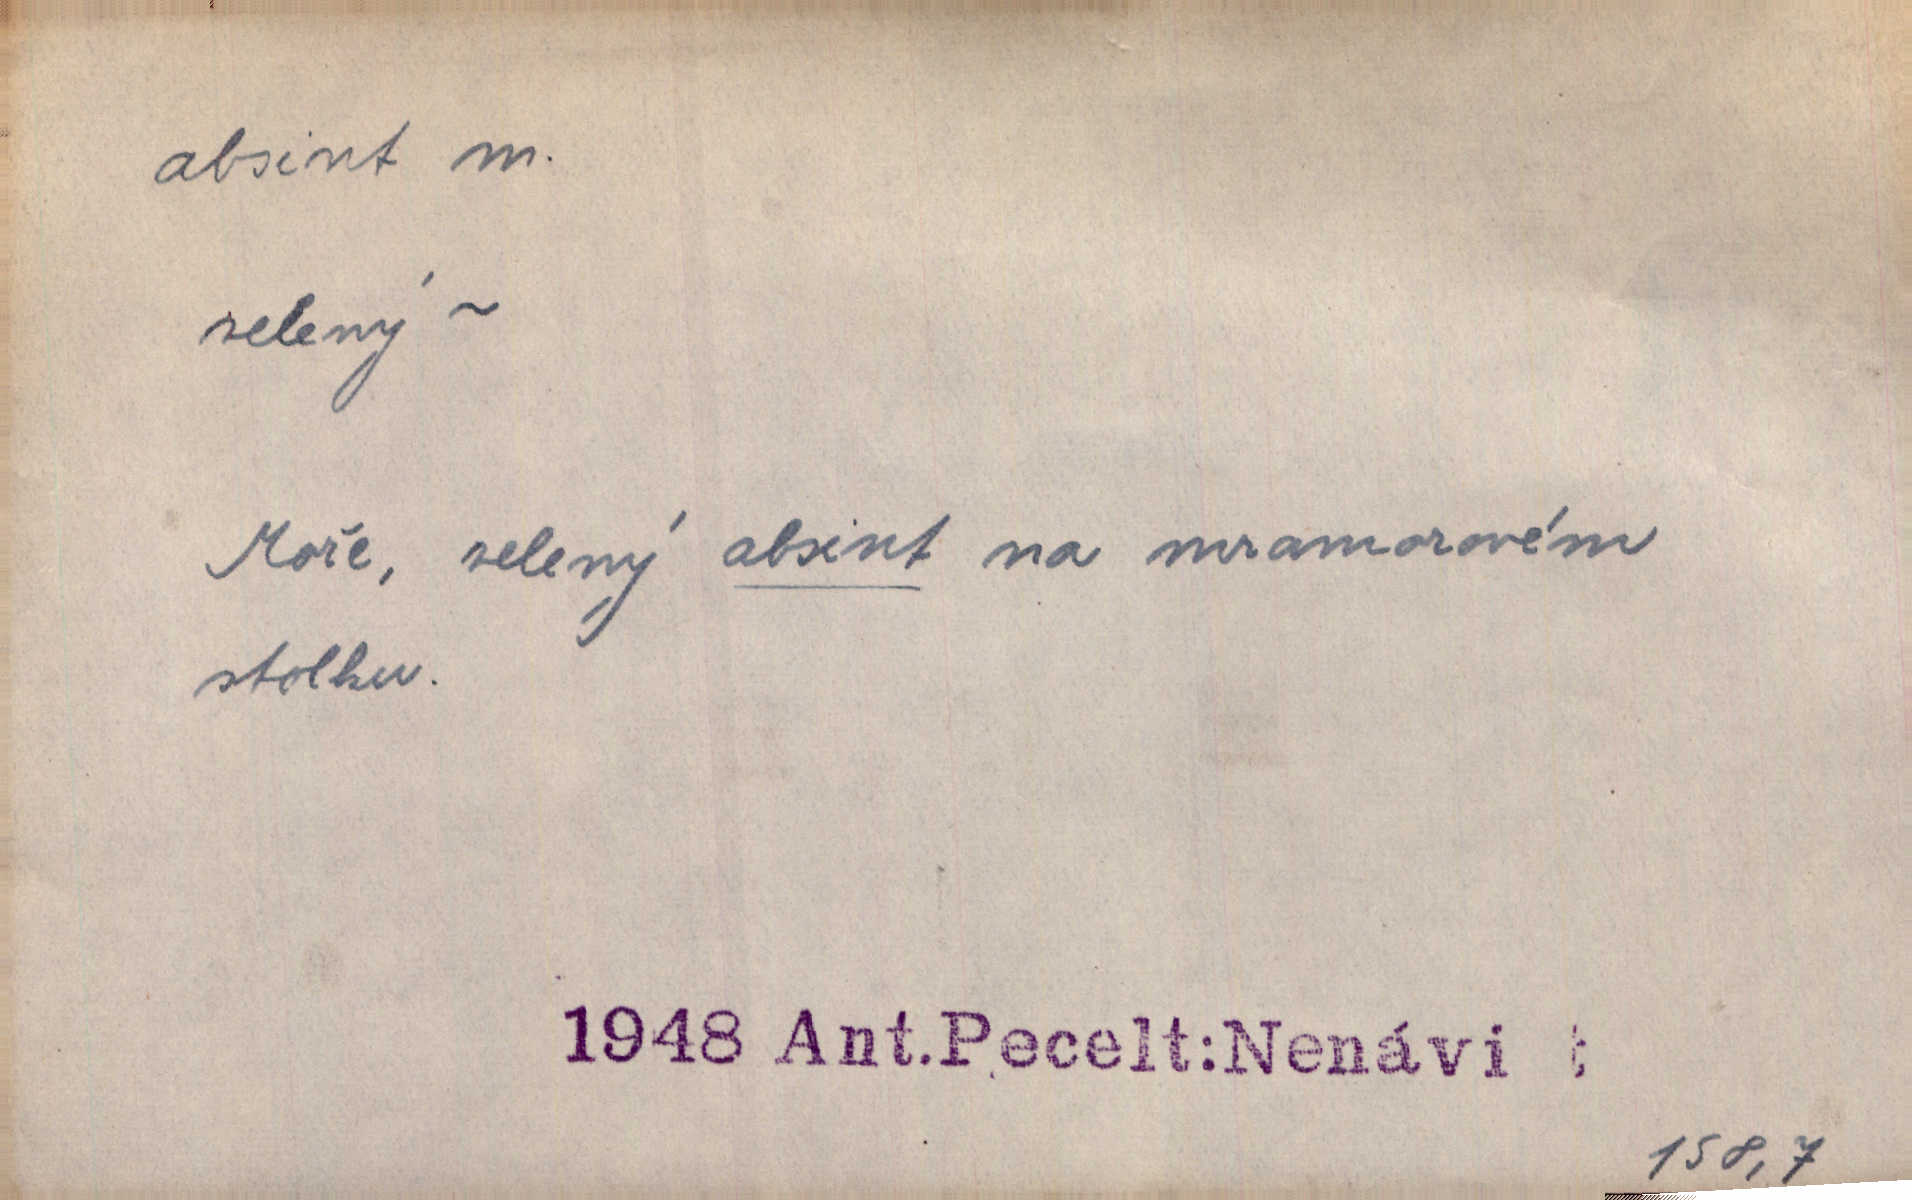 absint m.
zelený ~
Moře, zelený absint na mramorovém
stolku.
1948 Ant.Pecelt:Nenávi t
158,7